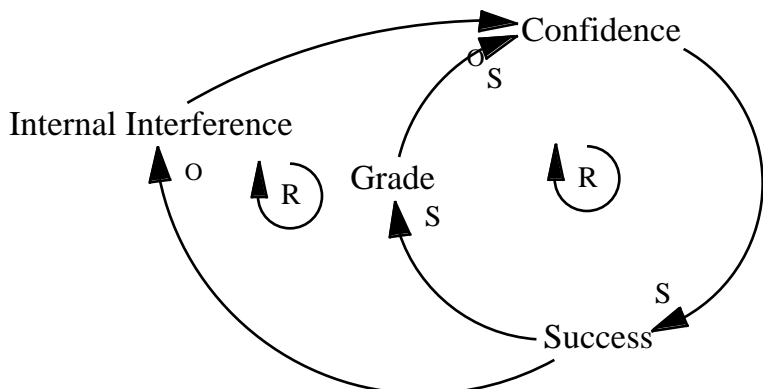 Confidence
O
S
Internal Interference
O
R
Grade
R
S
S
Success